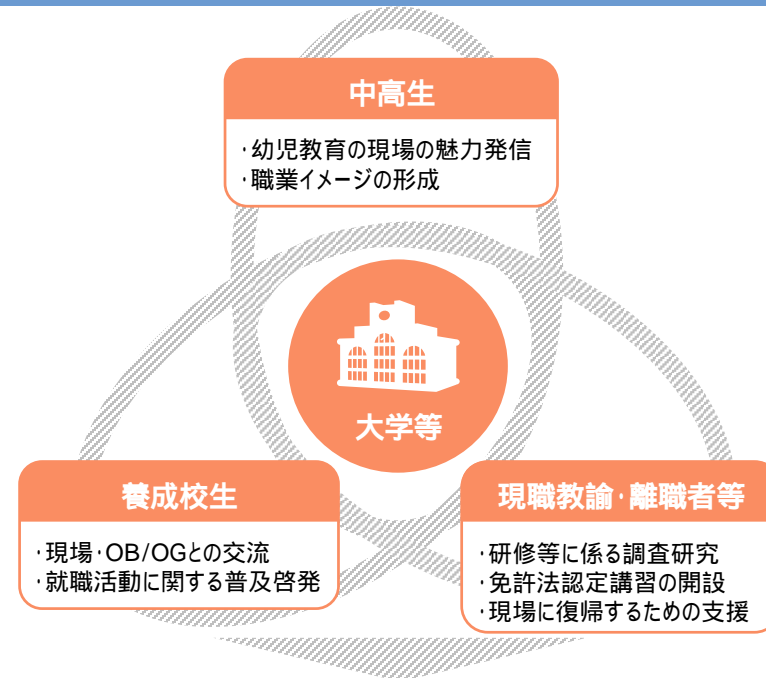 中高生
･幼児教育の現場の魅力発信
･職業イメージの形成
大学等
養成校生
･現場･OB/OGとの交流
･就職活動に関する普及啓発
現職教諭･離職者等
･研修等に係る調査研究
･免許法認定講習の開設
･現場に復帰するための支援